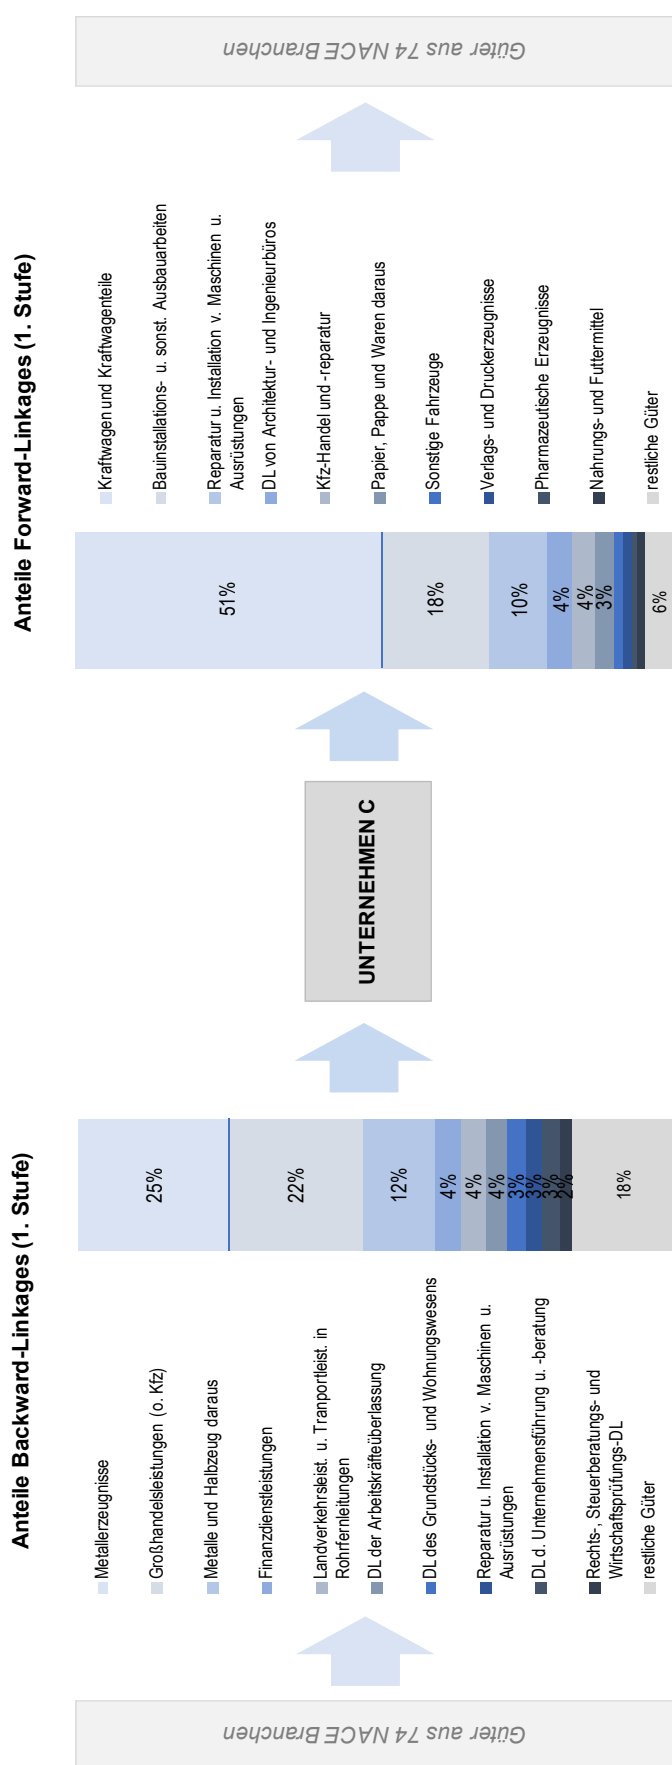 Güter aus 74 NACE Branchen
Anteile Backward-Linkages (1. Stufe)
Metallerzeugnisse
Großhandelsleistungen (o. Kfz)
Metalle und Halbzeug daraus
Finanzdienstleistungen
Landverkehrsleist. u. Tranportleist. in
Rohrfernleitungen
DL der Arbeitskräfteüberlassung
DL des Grundstücks- und Wohnungswesens
Reparatur u. Installation v. Maschinen u.
Ausrüstungen
DL d. Unternehmensführung u. -beratung
Rechts-, Steuerberatungs- und
Wirtschaftsprüfungs-DL
restliche Güter
25%
22%
12%
4%
4%
4%
3%
3%
3%
2%
18%
UNTERNEHMEN C
Anteile Forward-Linkages (1. Stufe)
51%
18%
10%
4%
4%
3%
6%
Kraftwagen und Kraftwagenteile
Bauinstallations- u. sonst. Ausbauarbeiten
Reparatur u. Installation v. Maschinen u.
Ausrüstungen
DL von Architektur- und Ingenieurbüros
Kfz-Handel und -reparatur
Papier, Pappe und Waren daraus
Sonstige Fahrzeuge
Verlags- und Druckerzeugnisse
Pharmazeutische Erzeugnisse
Nahrungs- und Futtermittel
restliche Güter
Güter aus 74 NACE Branchen